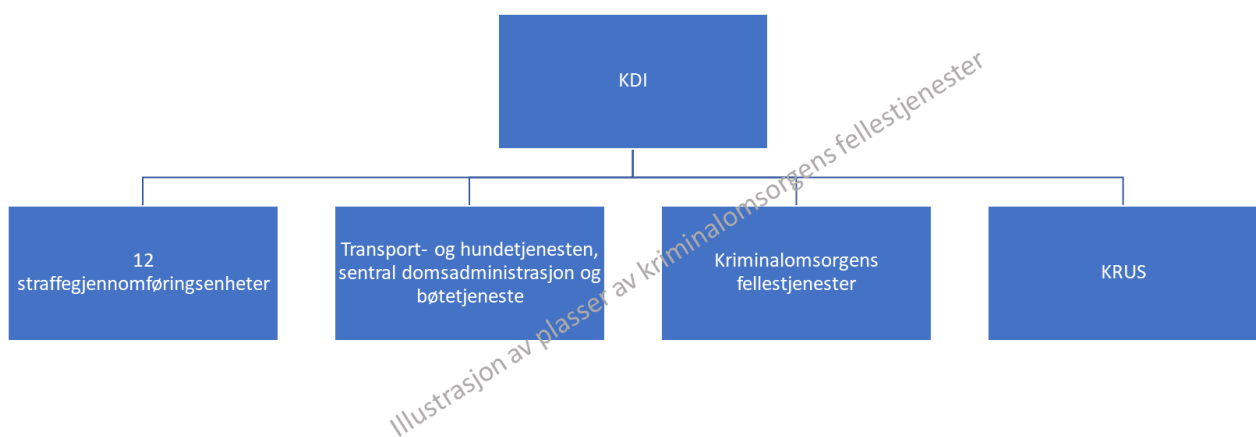 KDI
12
straffegjennomføringsenheter
Transport- og hundetjenesten,
sentral domsadministrasjon og
bøtetjeneste
Kriminalomsorgens
fellestjenester
KRUS
Illustrasjon av plasser av kriminalomsorgens fellestjenester